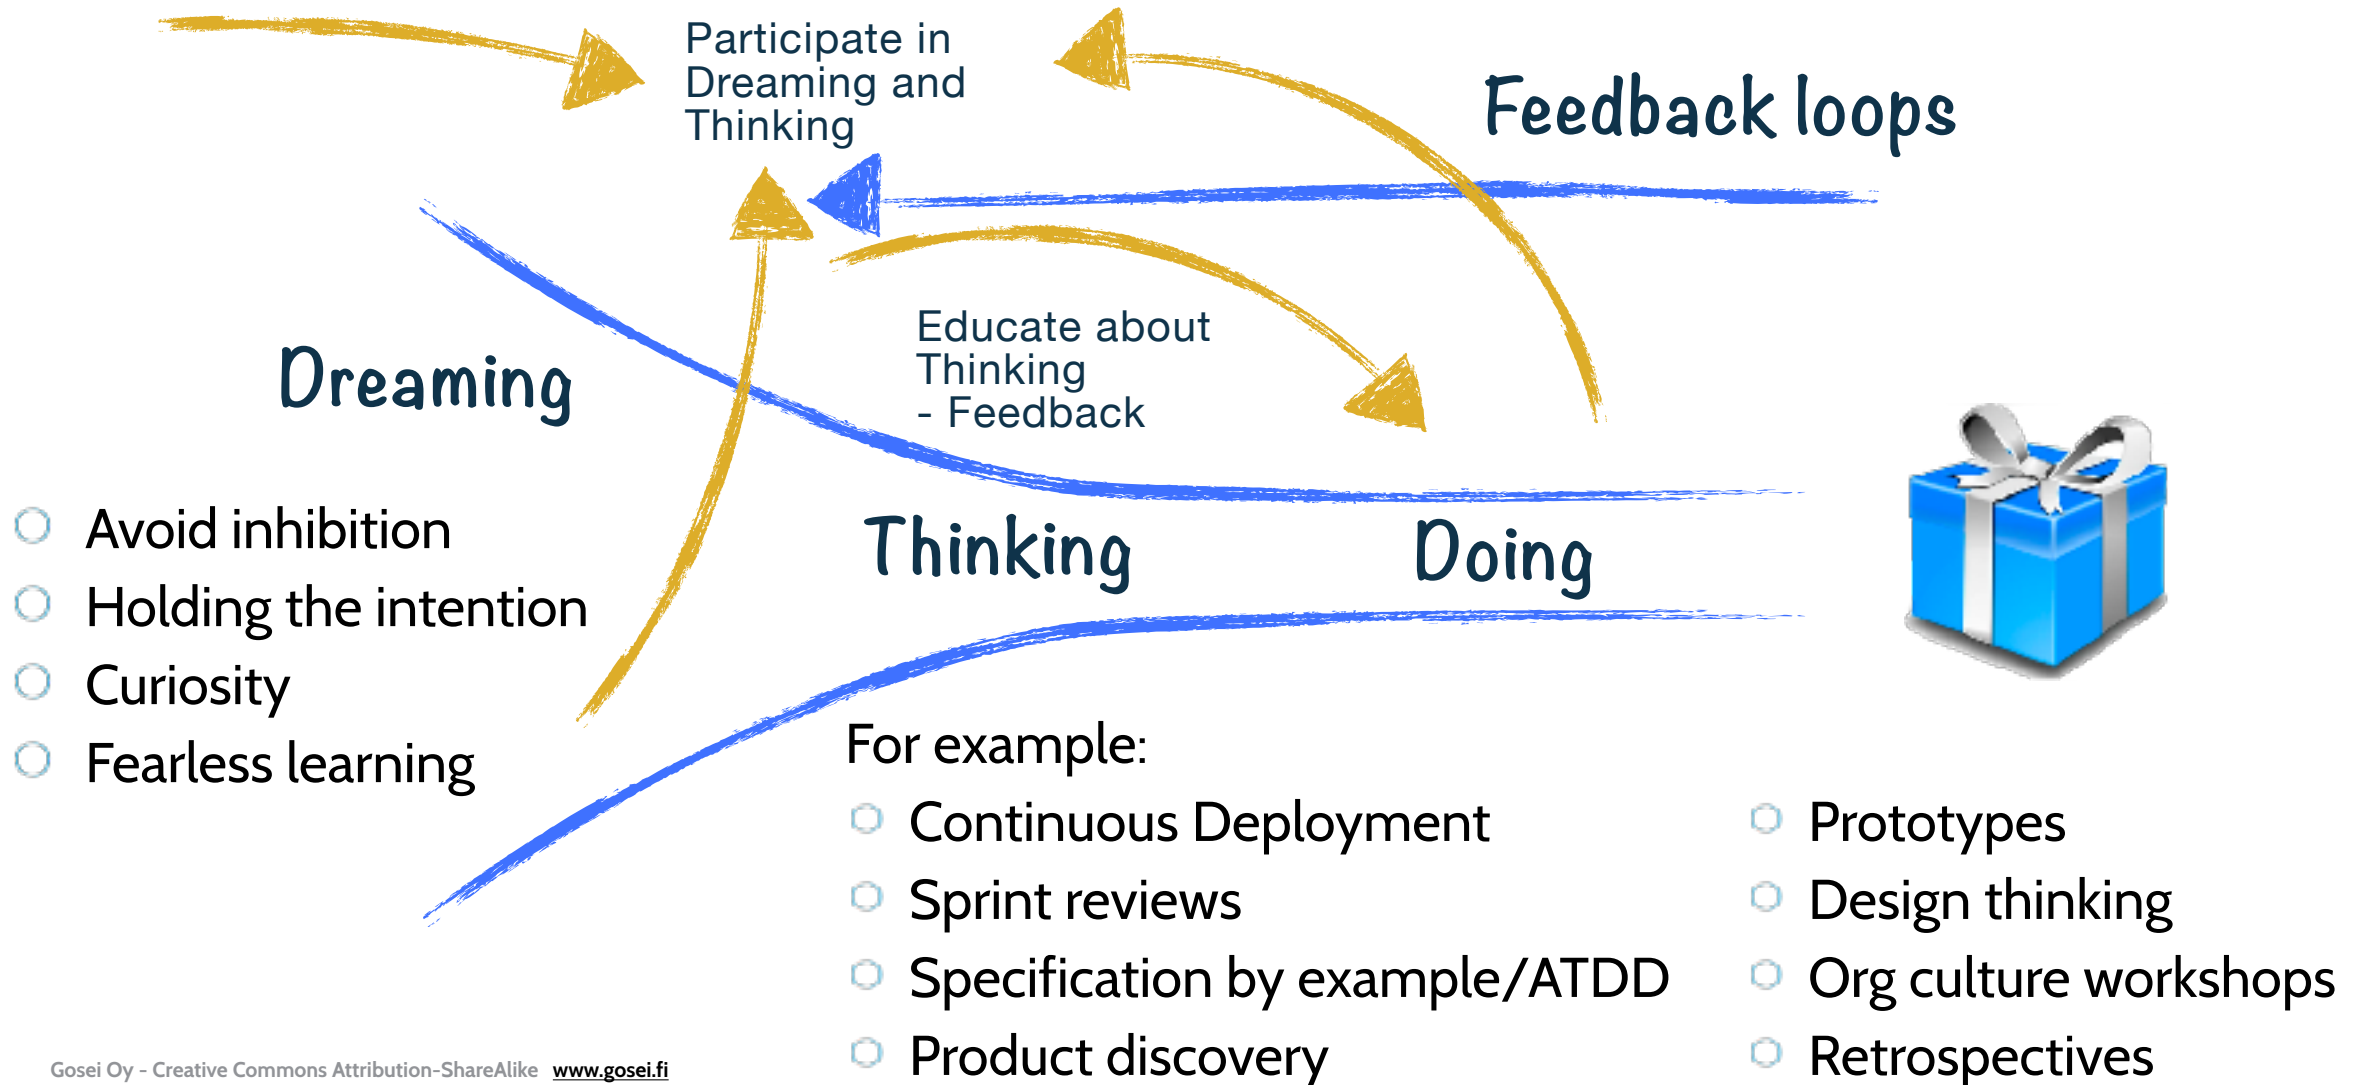 Participate in
Dreaming and
Thinking
Feedback loops
Educate about
Thinking
- Feedback
Dreaming
Avoid inhibition
Holding the intention
Curiosity
Fearless learning
Thinking
Doing
For example:
Continuous Deployment
Sprint reviews
Specification by example/ATDD
Product discovery
Prototypes
Design thinking
Org culture workshops
Retrospectives
Gosei Oy - Creative Commons Attribution-ShareAlike www.gosei.fi